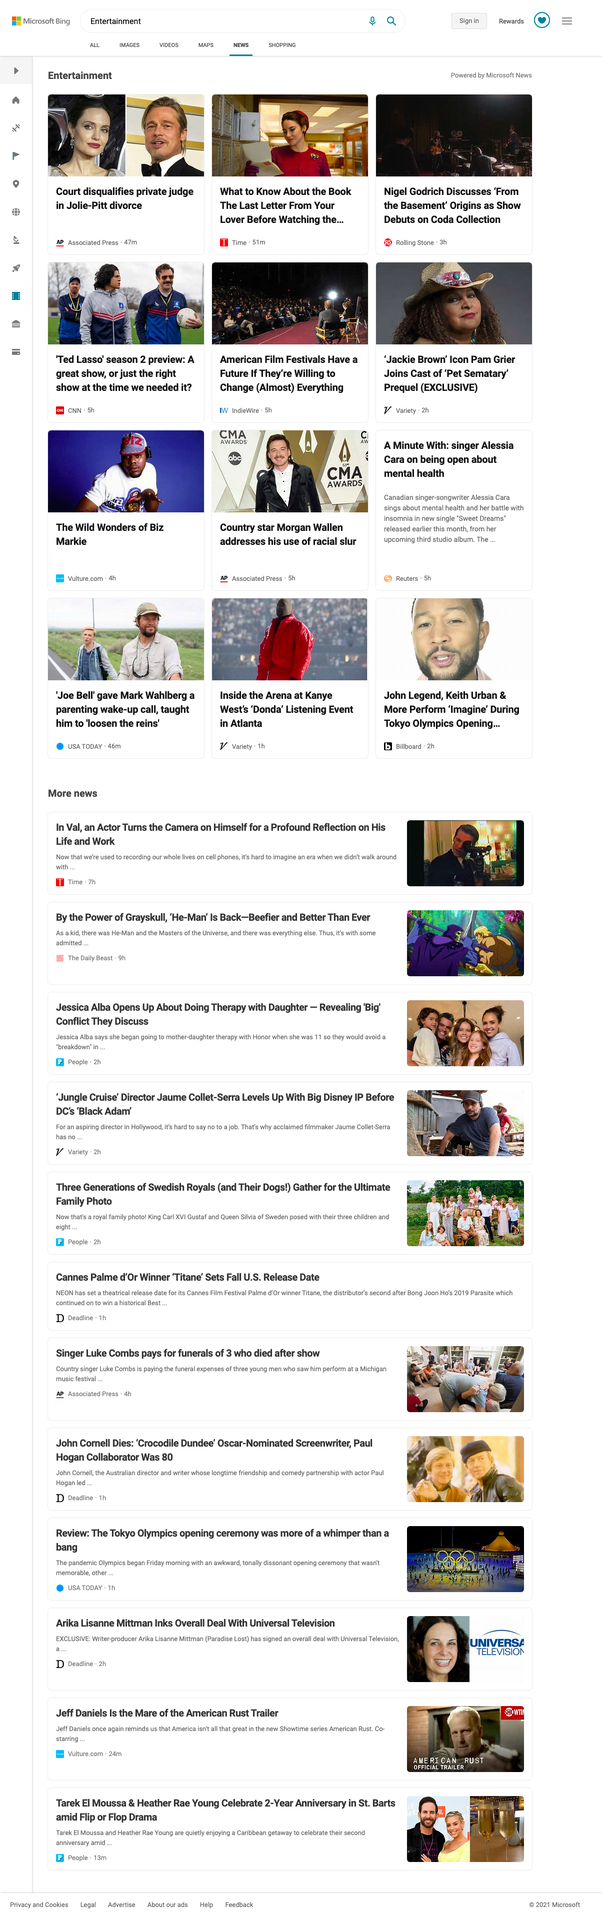 Microsoft Bing
Entertainment
Sign in
Rewards
ALL IMAGES VIDEOS MAPS NEWS SHOPPING
Entertainment
Powered by Microsoft News
Court disqualifies private judge
in Jolie-Pitt divorce
AP Associated Press · 47m
What to Know About the Book
The Last Letter From Your
Lover Before Watching the...
Time · 51m
Nigel Godrich Discusses ‘From
the Basement’ Origins as Show
Debuts on Coda Collection
Rolling Stone · 3h
'Ted Lasso' season 2 preview: A
great show, or just the right
show at the time we needed it?
CNN · 5h
American Film Festivals Have a
Future If They’re Willing to
Change (Almost) Everything
IW IndieWire · 5h
‘Jackie Brown’ Icon Pam Grier
Joins Cast of ‘Pet Sematary’
Prequel (EXCLUSIVE)
V Variety · 2h
BIZ
The Wild Wonders of Biz
Markie
Vulture.com · 4h
CMA
AWARDS
abc
CMA
AWARDS
Country star Morgan Wallen
addresses his use of racial slur
AP Associated Press · 5h
A Minute With: singer Alessia
Cara on being open about
mental health
Canadian singer-songwriter Alessia Cara
sings about mental health and her battle with
insomnia in new single "Sweet Dreams"
released earlier this month, from her
upcoming third studio album. The ...
Reuters · 5h
'Joe Bell' gave Mark Wahlberg a
parenting wake-up call, taught
him to 'loosen the reins'
USA TODAY · 46m
Inside the Arena at Kanye
West’s ‘Donda’ Listening Event
in Atlanta
V Variety · 1h
John Legend, Keith Urban &
More Perform ‘Imagine’ During
Tokyo Olympics Opening...
b Billboard · 2h
More news
In Val, an Actor Turns the Camera on Himself for a Profound Reflection on His
Life and Work
Now that we're used to recording our whole lives on cell phones, it's hard to imagine an era when we didn't walk around
with ...
Time · 7h
By the Power of Grayskull, 'He-Man' Is Back—Beefier and Better Than Ever
As a kid, there was He-Man and the Masters of the Universe, and there was everything else. Thus, it's with some
admitted ...
The Daily Beast · 9h
Jessica Alba Opens Up About Doing Therapy with Daughter — Revealing 'Big'
Conflict They Discuss
Jessica Alba says she began going to mother-daughter therapy with Honor when she was 11 so they would avoid a
"breakdown" in ...
P People · 2h
‘Jungle Cruise’ Director Jaume Collet-Serra Levels Up With Big Disney IP Before
DC’s ‘Black Adam’
For an aspiring director in Hollywood, it's hard to say no to a job. That's why acclaimed filmmaker Jaume Collet-Serra
has no ...
V Variety · 2h
Three Generations of Swedish Royals (and Their Dogs!) Gather for the Ultimate
Family Photo
Now that's a royal family photo! King Carl XVI Gustaf and Queen Silvia of Sweden posed with their three children and
eight ...
P People · 2h
Cannes Palme d’Or Winner ‘Titane’ Sets Fall U.S. Release Date
NEON has set a theatrical release date for its Cannes Film Festival Palme d'Or winner Titane, the distributor's second after Bong Joon Ho's 2019 Parasite which
continued on to win a historical Best ...
D Deadline · 1h
Singer Luke Combs pays for funerals of 3 who died after show
Country singer Luke Combs is paying the funeral expenses of three young men who saw him perform at a Michigan
music festival ...
AP Associated Press · 4h
John Cornell Dies: ‘Crocodile Dundee’ Oscar-Nominated Screenwriter, Paul
Hogan Collaborator Was 80
John Cornell, the Australian director and writer whose longtime friendship and comedy partnership with actor Paul
Hogan led ...
D Deadline · 1h
Review: The Tokyo Olympics opening ceremony was more of a whimper than a
bang
The pandemic Olympics began Friday morning with an awkward, tonally dissonant opening ceremony that wasn't
memorable, other ...
USA TODAY · 1h
Arika Lisanne Mittman Inks Overall Deal With Universal Television
EXCLUSIVE: Writer-producer Arika Lisanne Mittman (Paradise Lost) has signed an overall deal with Universal Television,
a ...
D Deadline · 2h
UNIVERSA
TELEVISION
Jeff Daniels Is the Mare of the American Rust Trailer
Jeff Daniels once again reminds us that America isn't all that great in the new Showtime series American Rust. Co-
starring ...
Vulture.com · 24m
AMERICAN RUST
OFFICIAL TRAILER
Tarek El Moussa & Heather Rae Young Celebrate 2-Year Anniversary in St. Barts
amid Flip or Flop Drama
Tarek El Moussa and Heather Rae Young are quietly enjoying a Caribbean getaway to celebrate their second
anniversary amid ...
P People · 13m
Privacy and Cookies Legal Advertise About our ads Help Feedback
© 2021 Microsoft